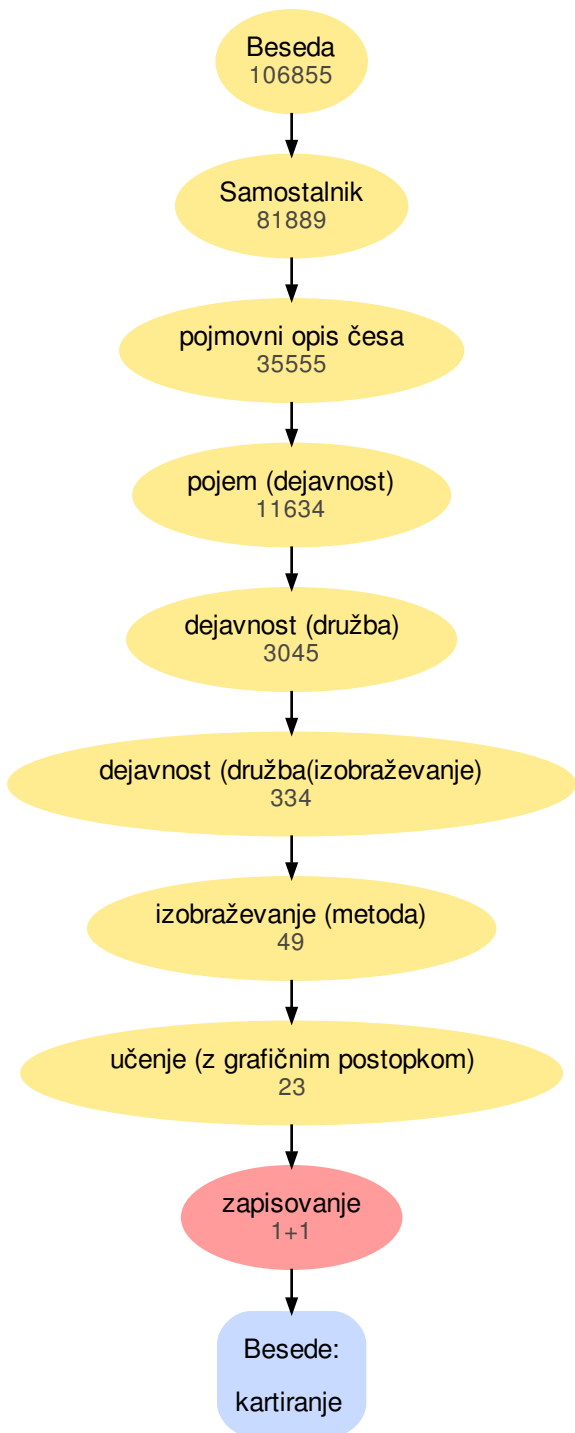 Beseda
106855
Samostalnik
81889
pojmovni opis česa
35555
pojem (dejavnost)
11634
dejavnost (družba)
3045
dejavnost (družba(izobraževanje)
334
izobraževanje (metoda)
49
učenje (z grafičnim postopkom)
23
zapisovanje
1+1
Besede:
kartiranje